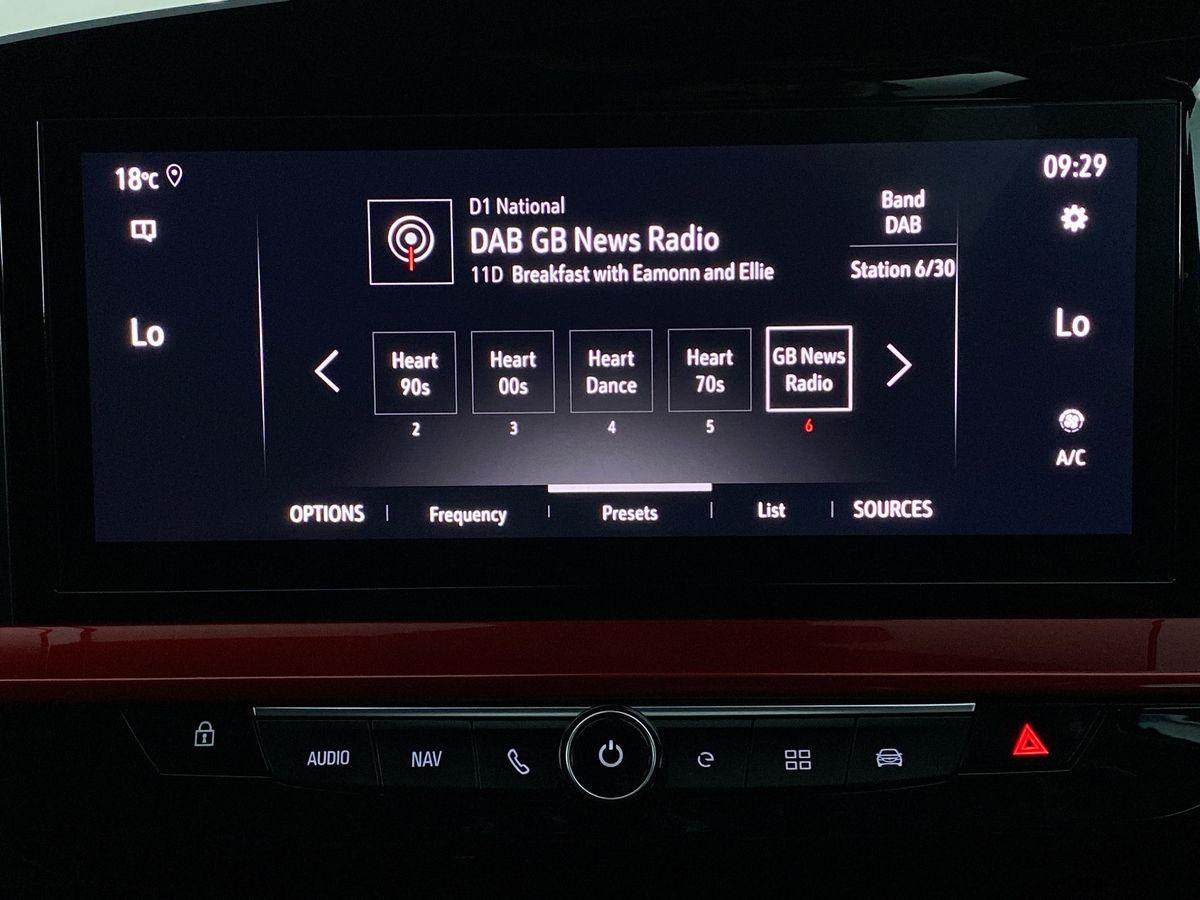 18°C
09:29
D1 National
DAB GB News Radio
11D Breakfast with Eamonn and Ellie
Band
DAB
Station 6/30
Lo
Lo
Heart
90s
2
Heart
00s
3
Heart
Dance
4
Heart
70s
5
GB News
Radio
6
A/C
OPTIONS
Frequency
Presets
List
SOURCES
AUDIO
NAV